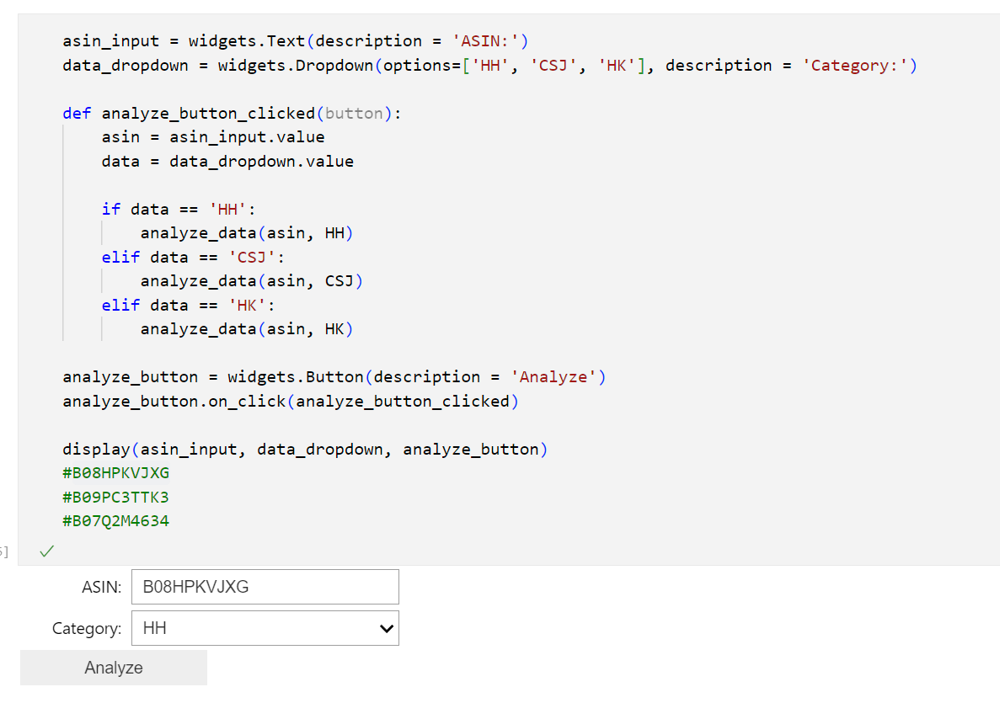 asin_input = widgets.Text(description = 'ASIN:')
data_dropdown = widgets.Dropdown(options=['HH', 'CSJ', 'HK'], description = 'Category:')
def analyze_button_clicked(button):
    asin = asin_input.value
    data = data_dropdown.value
    if data == 'HH':
        analyze_data(asin, HH)
    elif data == 'CSJ':
        analyze_data(asin, CSJ)
    elif data == 'HK':
        analyze_data(asin, HK)
analyze_button = widgets.Button(description = 'Analyze')
analyze_button.on_click(analyze_button_clicked)
display(asin_input, data_dropdown, analyze_button)
#B08HPKVJXG
#B09PC3TTK3
#B07Q2M4634
ASIN: B08HPKVJXG
Category: HH
Analyze